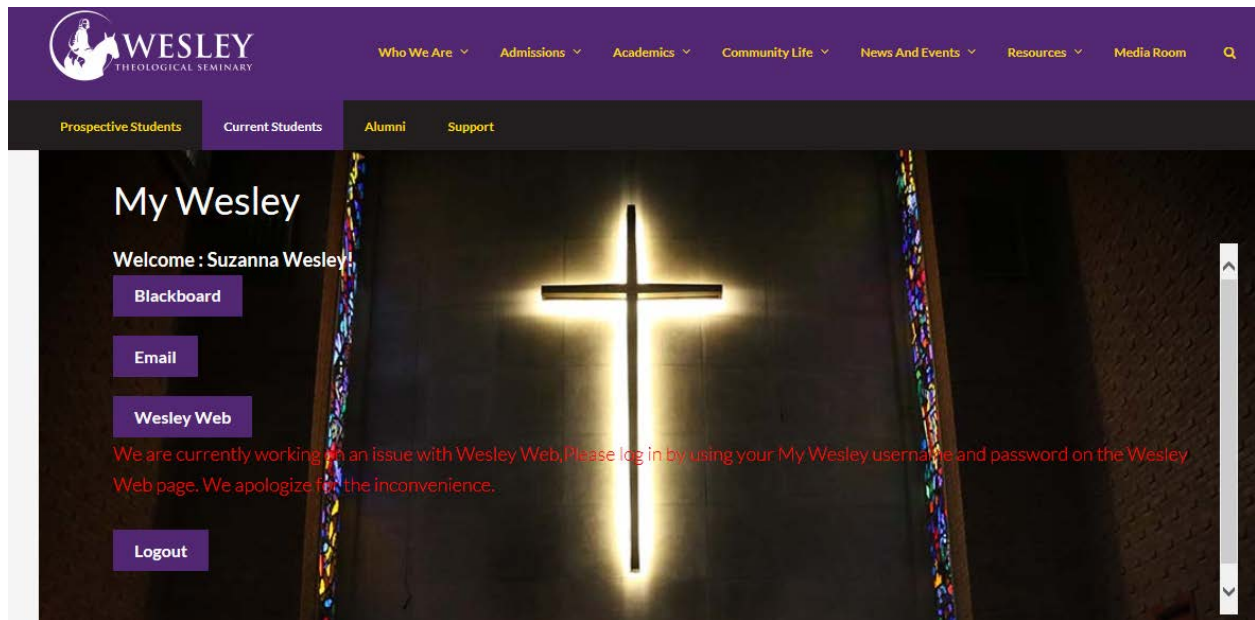 WESLEY
THEOLOGICAL SEMINARY
Who We Are Admissions Academics Community Life News And Events Resources Media Room
Prospective Students Current Students Alumni Support
My Wesley
Welcome : Suzanna Wesley!
Blackboard
Email
Wesley Web
We are currently working on an issue with Wesley Web,Please log in by using your My Wesley username and password on the Wesley
Web page. We apologize for the inconvenience.
Logout